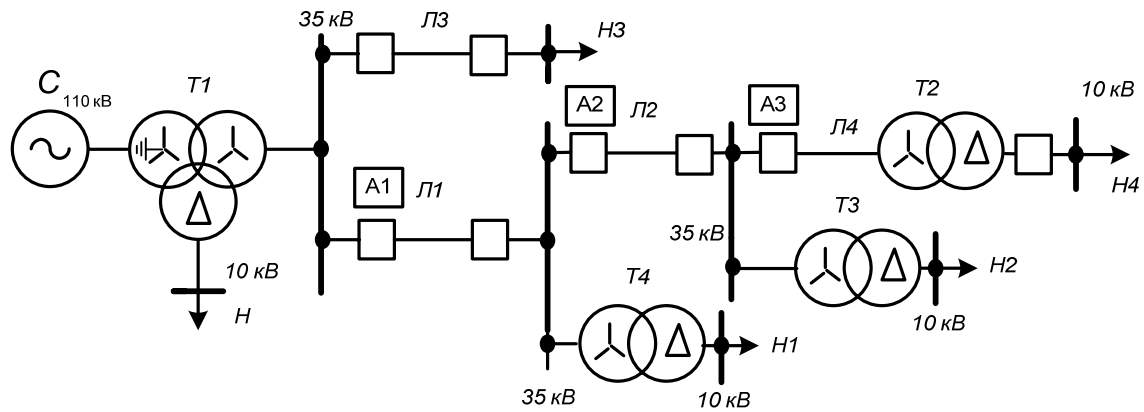 35 кВ
Л3
Н3
С 110 кВ
Т1
А2
Л2
А3
Л4
Т2
10 кВ
А1
Л1
Н4
Т3
35 кВ
10 кВ
Н
Т4
Н2
10 кВ
Н1
35 кВ
10 кВ